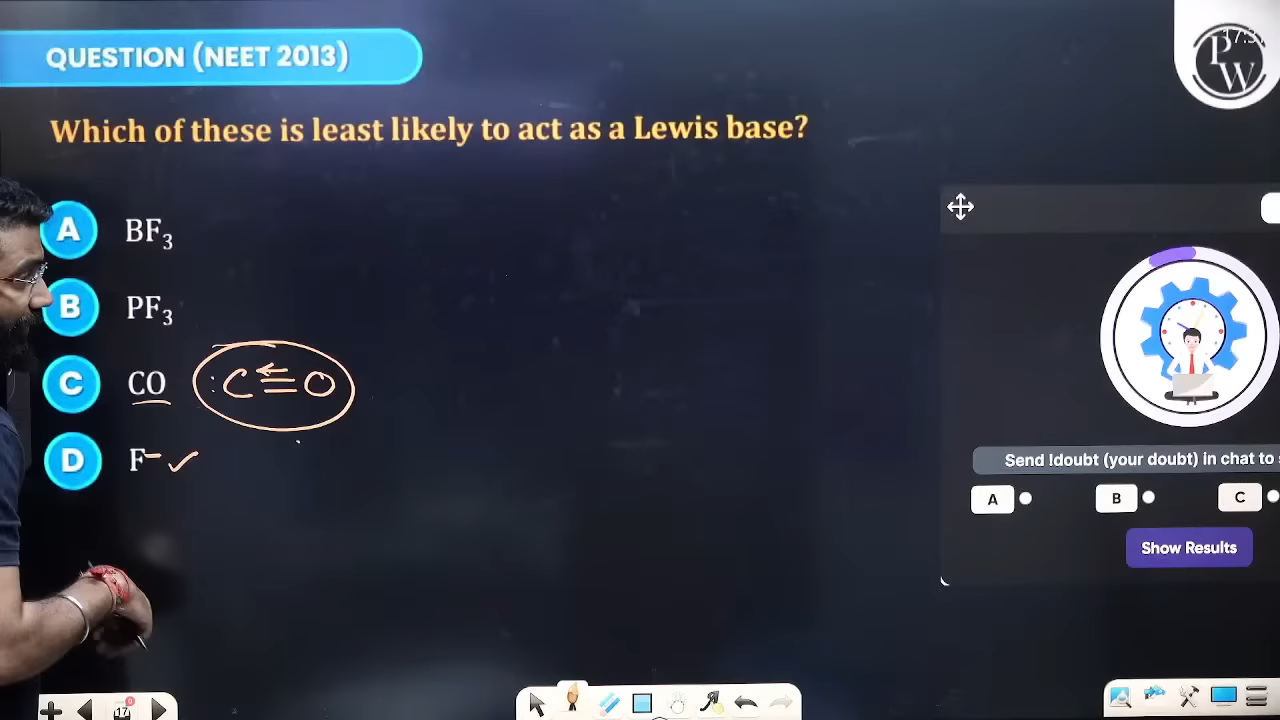 QUESTION (NEET 2013)
Which of these is least likely to act as a Lewis base?
A BF₃
B PF₃
C CO :C≡O
D F⁻ ✓
P
W
Send !doubt (your doubt) in chat to
A
B
C
Show Results
17